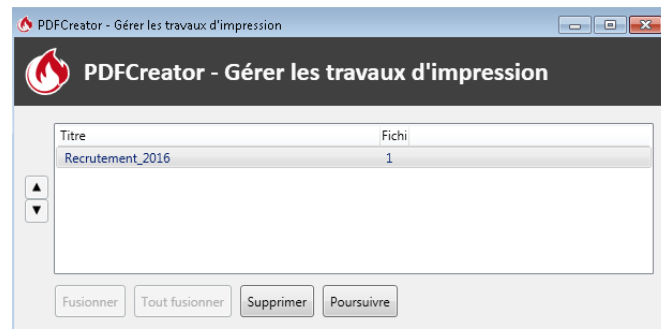 PDFCreator - Gérer les travaux d'impression
PDFCreator - Gérer les travaux d'impression
Titre Fichi
Recrutement_2016 1
Fusionner Tout fusionner Supprimer Poursuivre